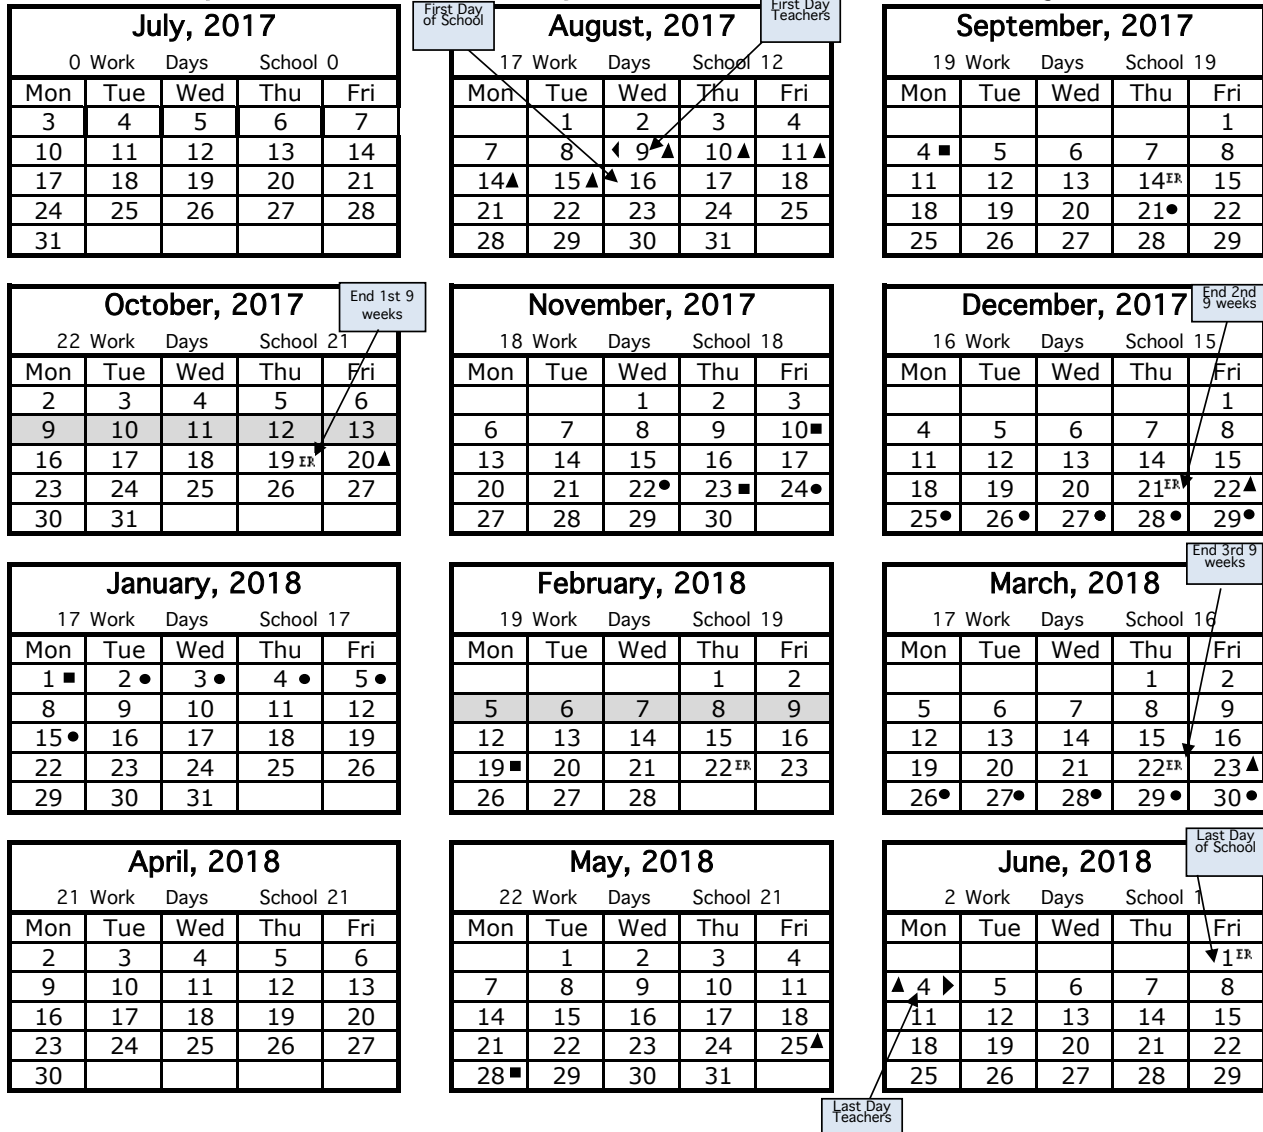 First Day
of School
First Day
Teachers
July, 2017
0 Work Days School 0
Mon Tue Wed Thu Fri
3 4 5 6 7
10 11 12 13 14
17 18 19 20 21
24 25 26 27 28
31
August, 2017
17 Work Days School 12
Mon Tue Wed Thu Fri
1 2 3 4
7 8 9 10 11
14 15 16 17 18
21 22 23 24 25
28 29 30 31
September, 2017
19 Work Days School 19
Mon Tue Wed Thu Fri
1
4 5 6 7 8
11 12 13 14 ER 15
18 19 20 21 22
25 26 27 28 29
October, 2017
End 1st 9
weeks
22 Work Days School 21
Mon Tue Wed Thu Fri
2 3 4 5 6
9 10 11 12 13
16 17 18 19 ER 20
23 24 25 26 27
30 31
November, 2017
18 Work Days School 18
Mon Tue Wed Thu Fri
1 2 3
6 7 8 9 10
13 14 15 16 17
20 21 22 23 24
27 28 29 30
December, 2017
End 2nd
9 weeks
16 Work Days School 15
Mon Tue Wed Thu Fri
1
4 5 6 7 8
11 12 13 14 15
18 19 20 21 ER 22
25 26 27 28 29
January, 2018
17 Work Days School 17
Mon Tue Wed Thu Fri
1 2 3 4 5
8 9 10 11 12
15 16 17 18 19
22 23 24 25 26
29 30 31
February, 2018
19 Work Days School 19
Mon Tue Wed Thu Fri
1 2
5 6 7 8 9
12 13 14 15 16
19 20 21 22 ER 23
26 27 28
End 3rd 9
weeks
March, 2018
17 Work Days School 16
Mon Tue Wed Thu Fri
1 2
5 6 7 8 9
12 13 14 15 16
19 20 21 22 ER 23
26 27 28 29 30
April, 2018
21 Work Days School 21
Mon Tue Wed Thu Fri
2 3 4 5 6
9 10 11 12 13
16 17 18 19 20
23 24 25 26 27
30
May, 2018
22 Work Days School 21
Mon Tue Wed Thu Fri
1 2 3 4
7 8 9 10 11
14 15 16 17 18
21 22 23 24 25
28 29 30 31
Last Day
of School
June, 2018
2 Work Days School 1
Mon Tue Wed Thu Fri
1 ER
4 5 6 7 8
11 12 13 14 15
18 19 20 21 22
25 26 27 28 29
Last Day
Teachers